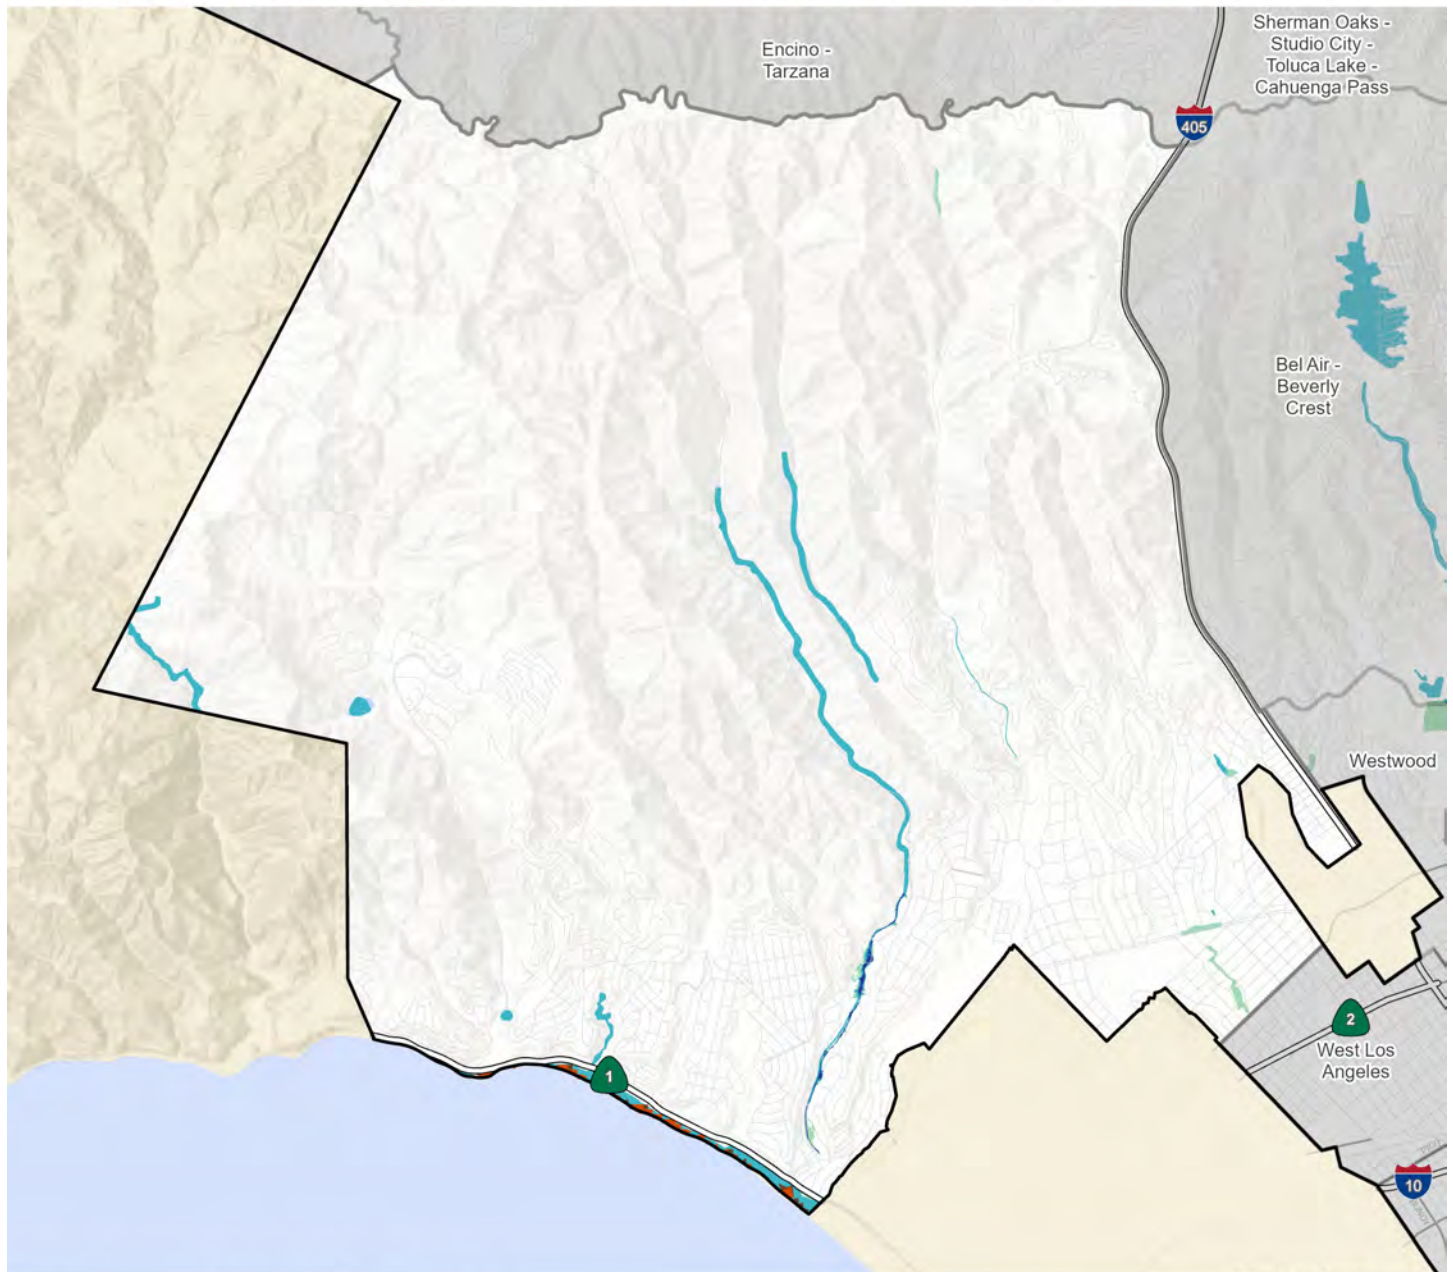 Sherman Oaks -
Studio City -
Toluca Lake -
Cahuenga Pass
Encino -
Tarzana
405
Bel Air -
Beverly
Crest
Westwood
2
West Los
Angeles
1
10